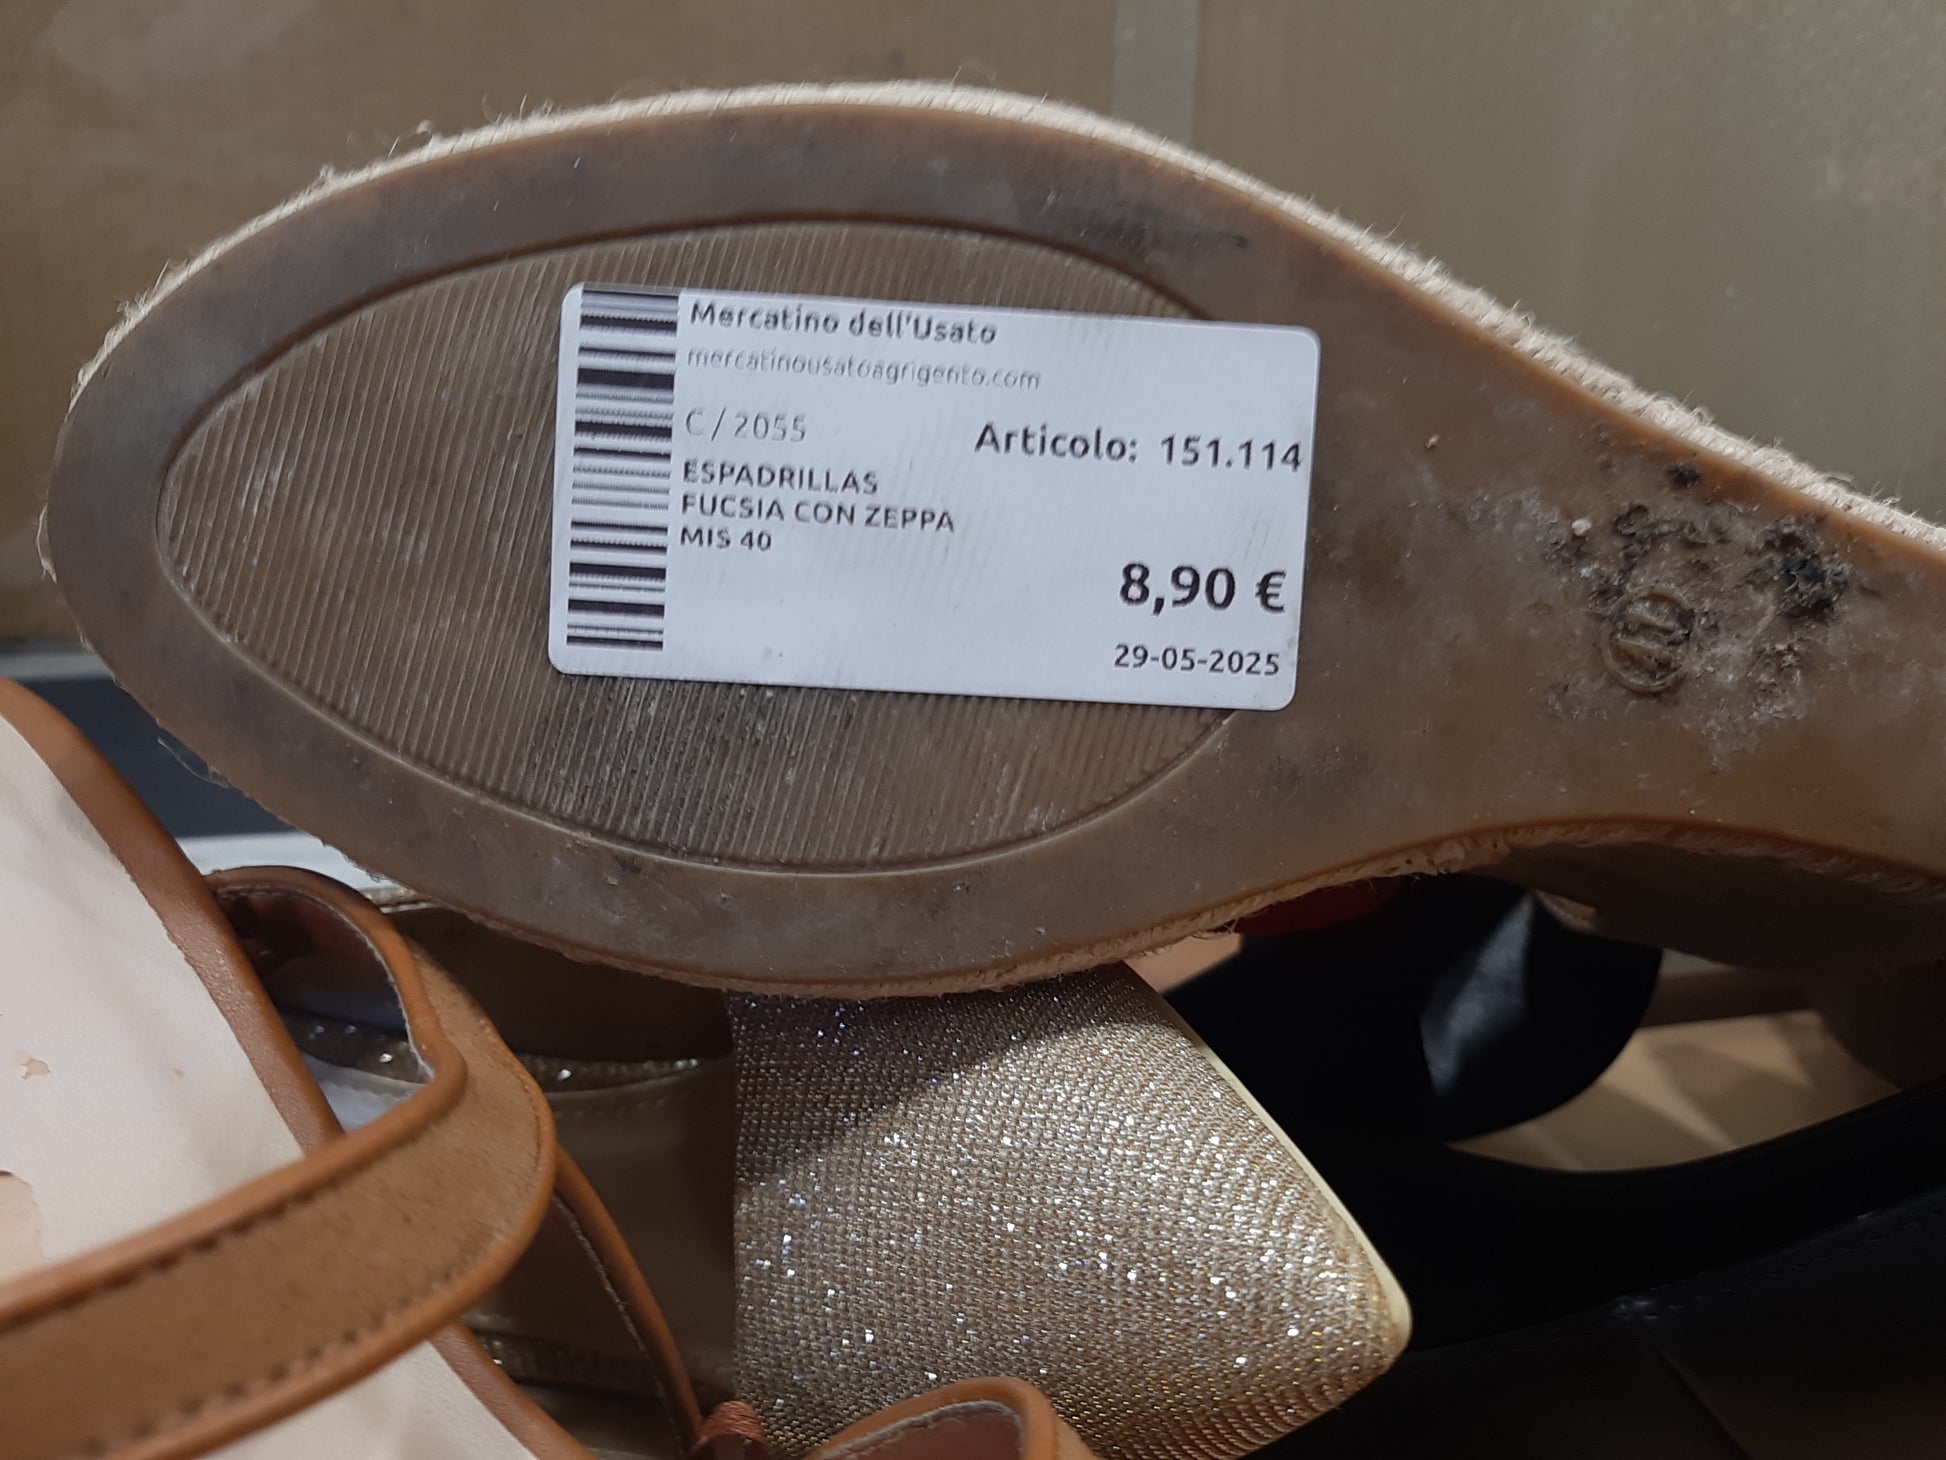 Mercatino dell'Usato
mercatinousatoagrigento.com
C / 2055
Articolo: 151.114
ESPADRILLAS
FUCSIA CON ZEPPA
MIS 40
8,90 €
29-05-2025